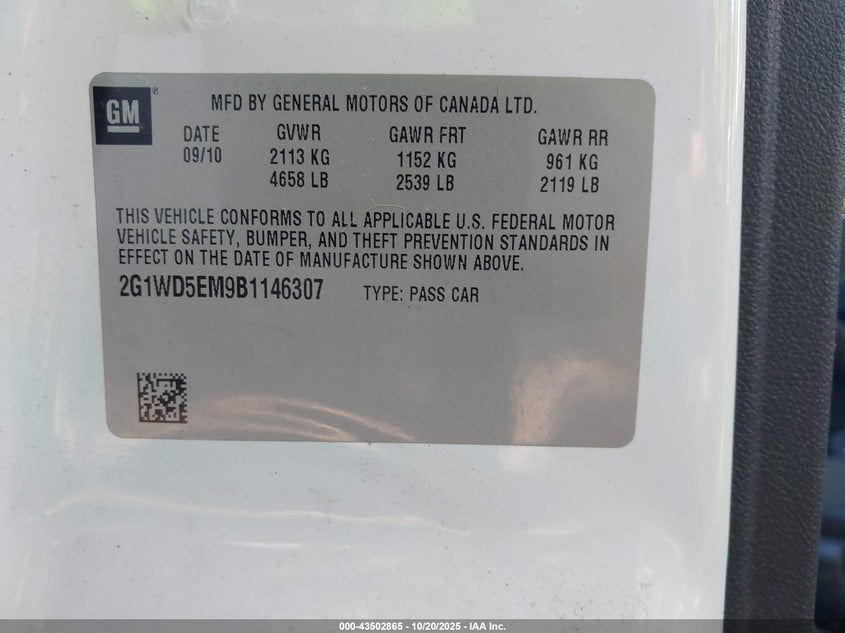 GM
MFD BY GENERAL MOTORS OF CANADA LTD.
DATE GVWR GAWR FRT GAWR RR
09/10 2113 KG 1152 KG 961 KG
4658 LB 2539 LB 2119 LB
THIS VEHICLE CONFORMS TO ALL APPLICABLE U.S. FEDERAL MOTOR
VEHICLE SAFETY, BUMPER, AND THEFT PREVENTION STANDARDS IN
EFFECT ON THE DATE OF MANUFACTURE SHOWN ABOVE.
2G1WD5EM9B1146307 TYPE: PASS CAR
000-43502865 - 10/20/2025 - IAA Inc.